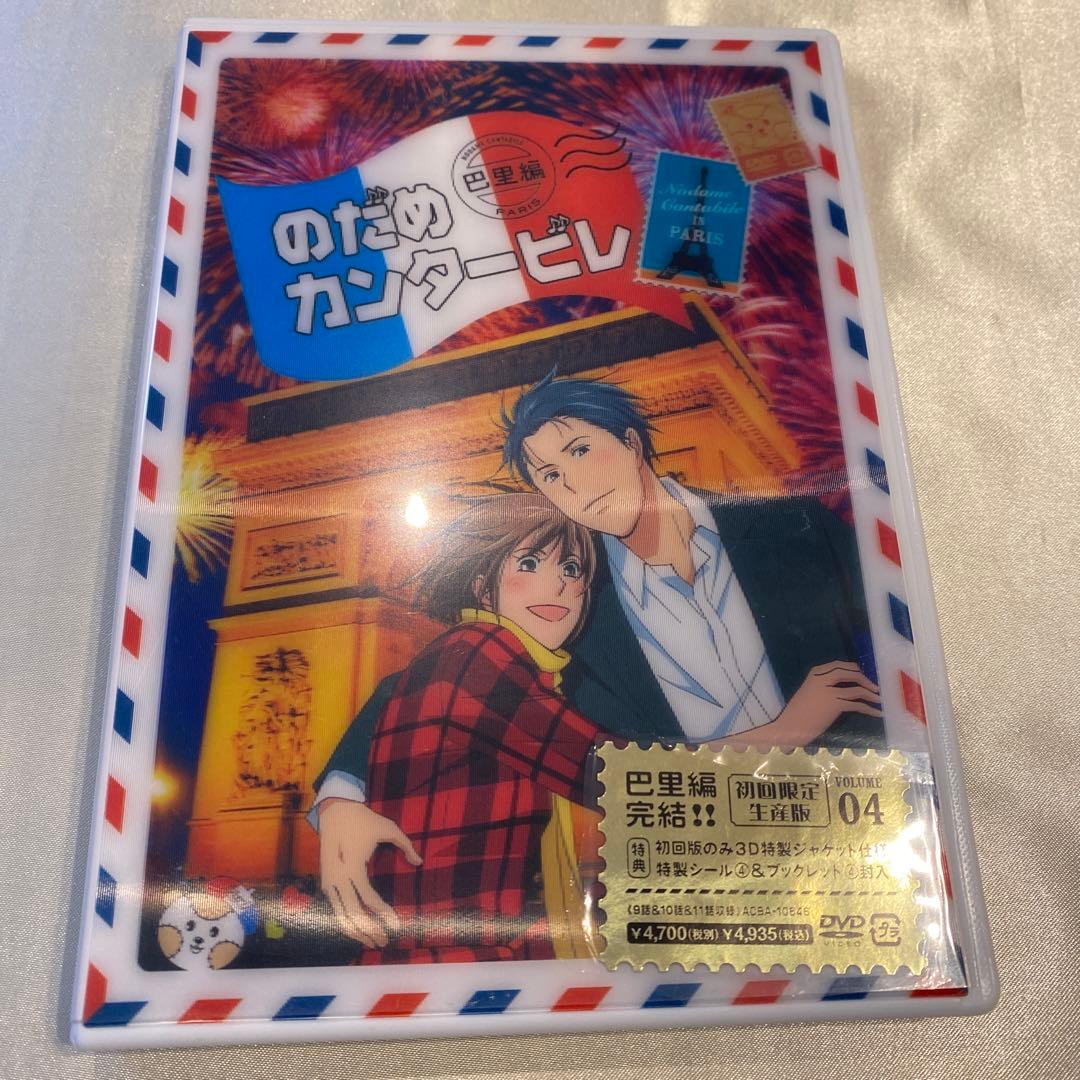 NODAME CANTABILE
巴里編
PARIS
のだめ
カンタービレ
Nodame
Cantabile
IN
PARIS
巴里編
完結!!
初回限定
生産版
VOLUME
04
特典
初回版のみ3D特製ジャケット仕様
特製シール④&ブックレット④封入
《9話&10話&11話収録》ACBA-10646
¥4,700(税別) ¥4,935(税込)
DVD
VIDEO